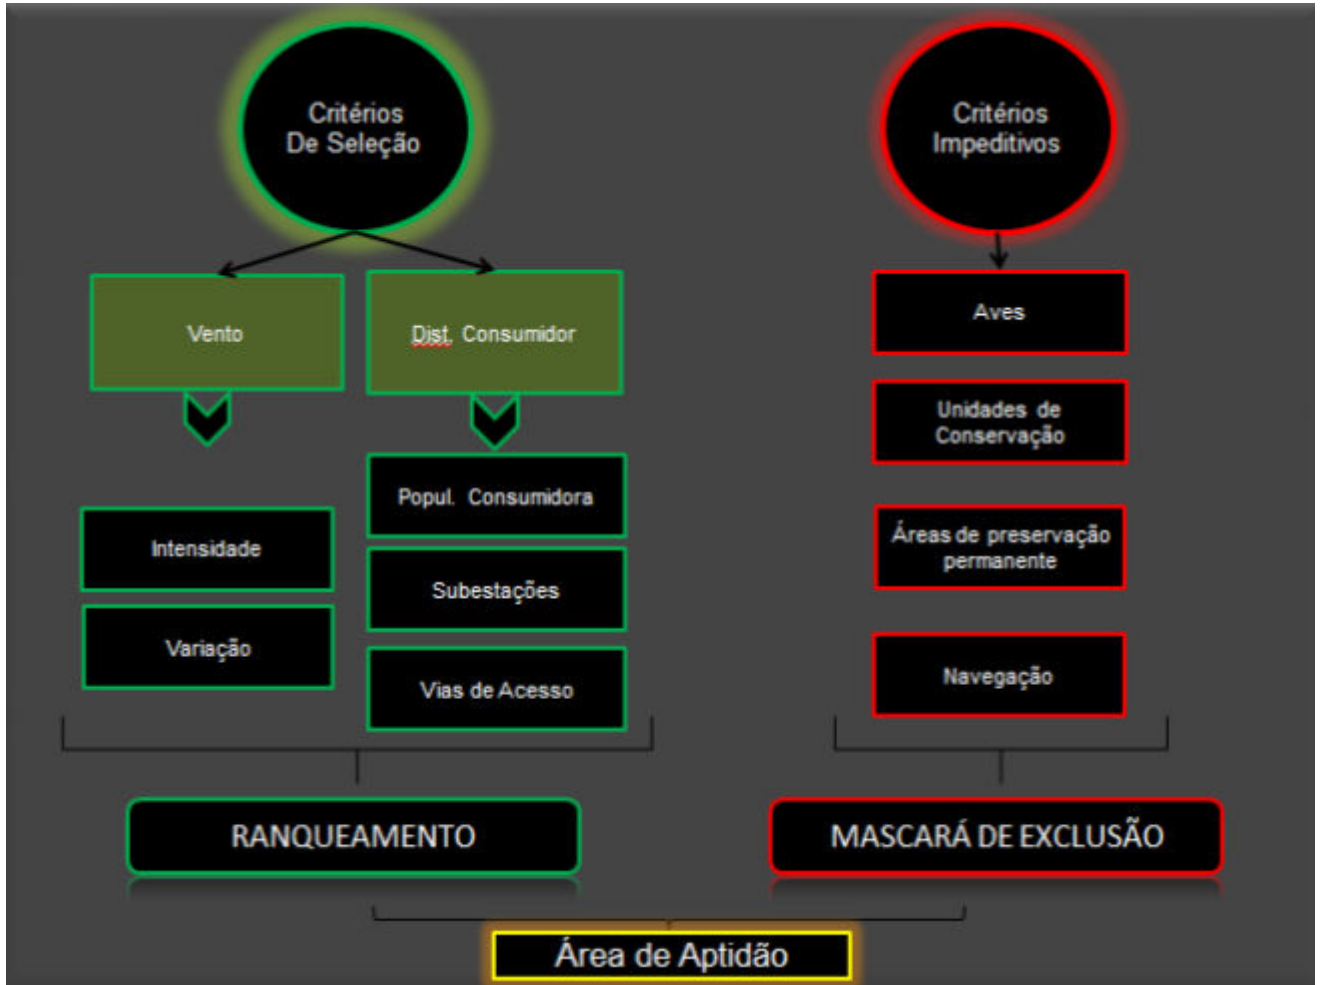 Critérios
De Seleção
Critérios
Impeditivos
Vento
Dist. Consumidor
Aves
Unidades de
Conservação
Popul. Consumidora
Intensidade
Áreas de preservação
permanente
Subestações
Variação
Vias de Acesso
Navegação
RANQUEAMENTO
MASCARÁ DE EXCLUSÃO
Área de Aptidão